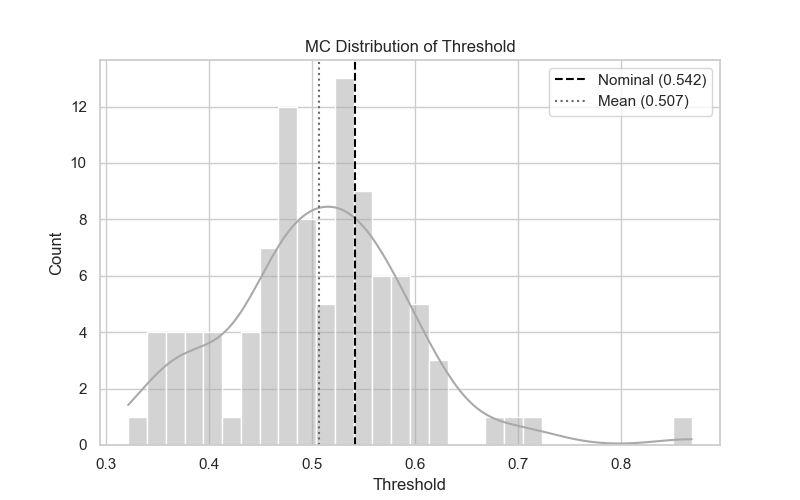 MC Distribution of Threshold
Nominal (0.542)
Mean (0.507)
Count
12
10
8
6
4
2
0
0.3 0.4 0.5 0.6 0.7 0.8
Threshold